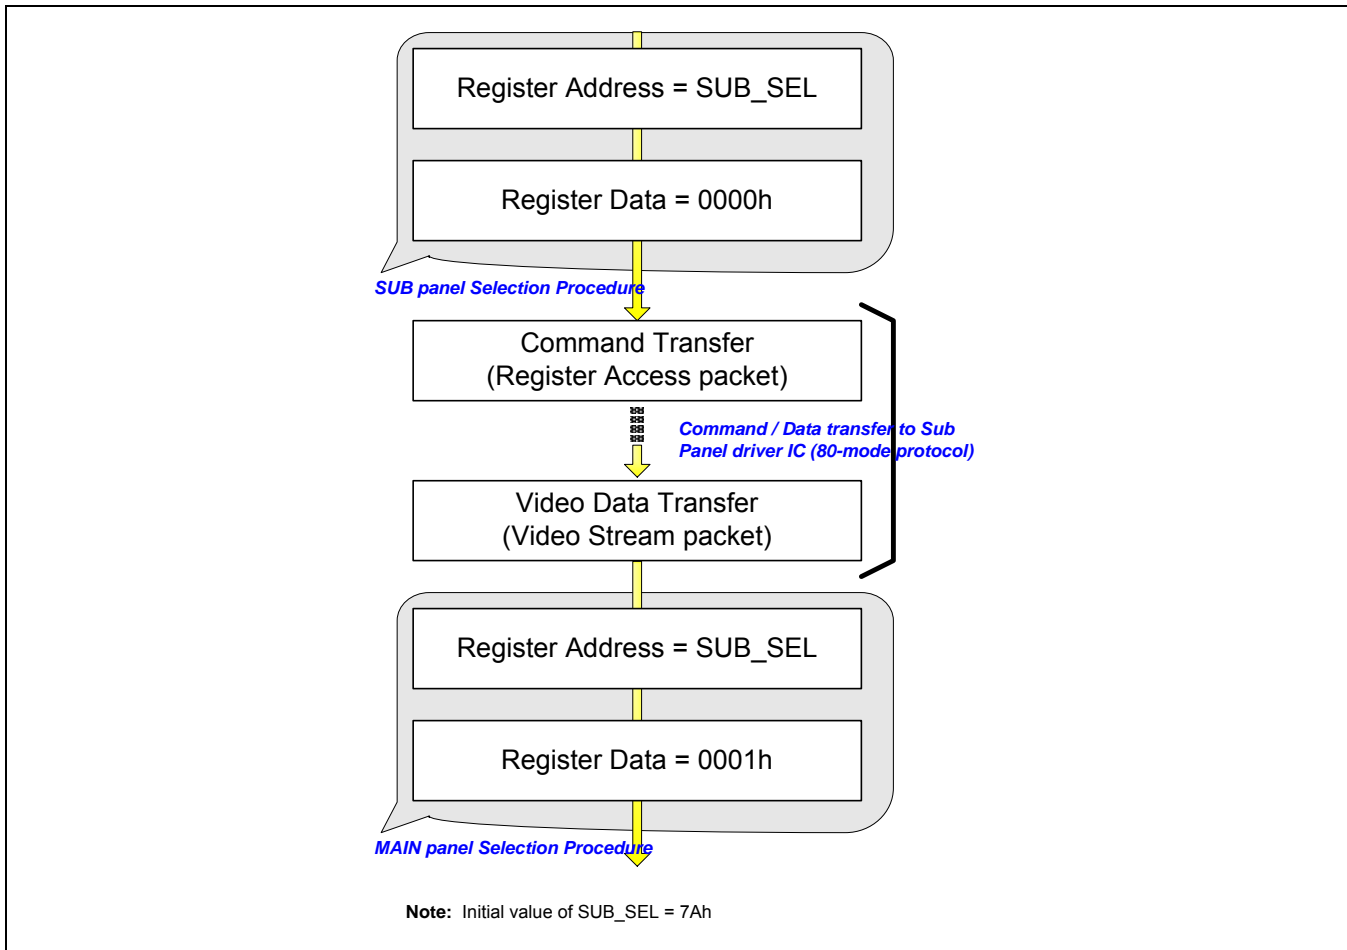 Register Address = SUB_SEL
Register Data = 0000h
SUB panel Selection Procedure
Command Transfer
(Register Access packet)
Command / Data transfer to Sub
Panel driver IC (80-mode protocol)
Video Data Transfer
(Video Stream packet)
Register Address = SUB_SEL
Register Data = 0001h
MAIN panel Selection Procedure
Note: Initial value of SUB_SEL = 7Ah